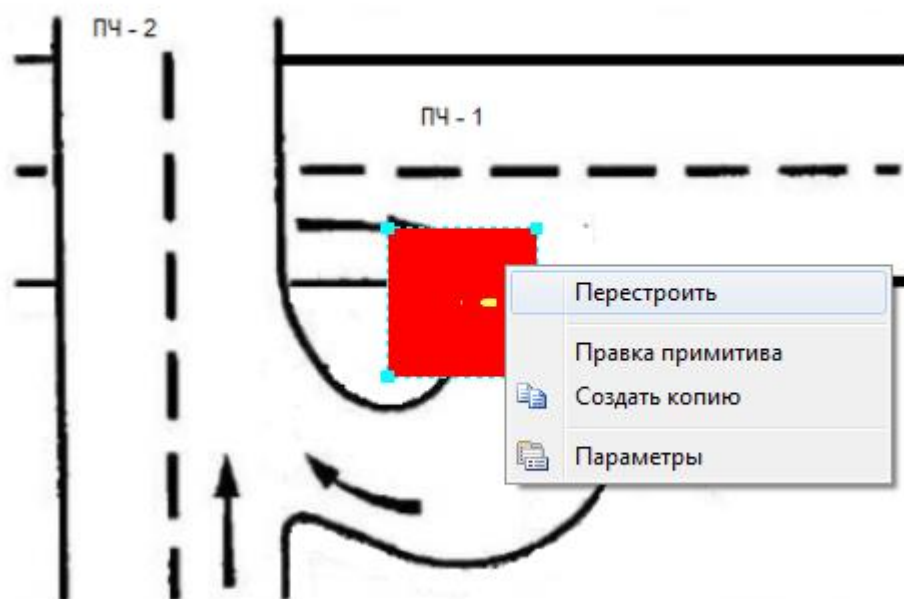 ПЧ - 2
ПЧ - 1
Перестроить
Правка примитива
Создать копию
Параметры